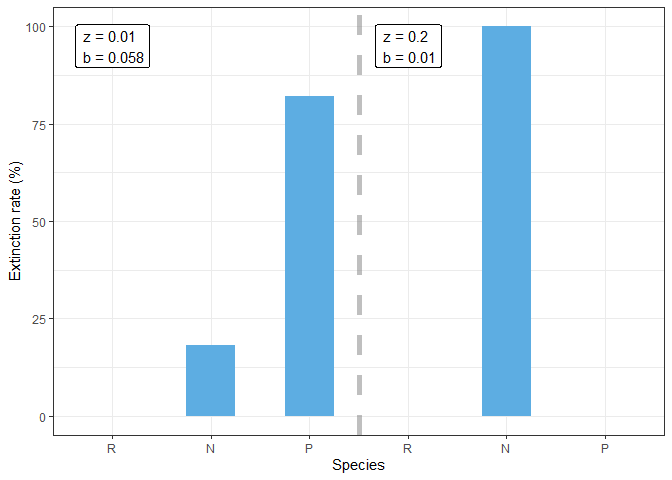 z = 0.01
b = 0.058
z = 0.2
b = 0.01
Extinction rate (%)
100
75
50
25
0
R N P R N P
Species